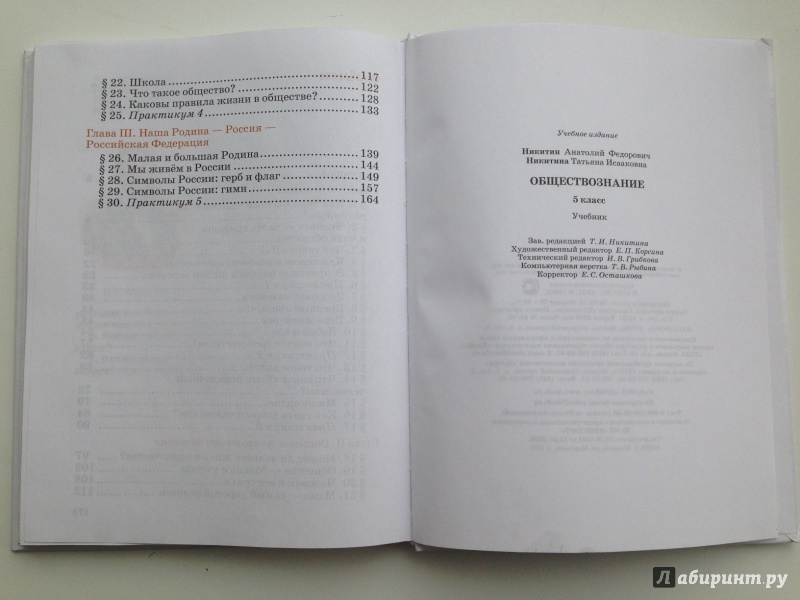 § 22. Школа 117
§ 23. Что такое общество? 122
§ 24. Каковы правила жизни в обществе? 128
§ 25. Практикум 4 133
Глава III. Наша Родина — Россия —
Российская Федерация
§ 26. Малая и большая Родина 139
§ 27. Мы живём в России 144
§ 28. Символы России: герб и флаг 149
§ 29. Символы России: гимн 157
§ 30. Практикум 5 164
Учебное издание
Никитин Анатолий Федорович
Никитина Татьяна Исааковна
ОБЩЕСТВОЗНАНИЕ
5 класс
Учебник
Зав. редакцией Т. И. Никитина
Художественный редактор Е. П. Корсина
Технический редактор И. В. Грибкова
Компьютерная верстка Т. В. Рыбина
Корректор Е. С. Осташкова
Лабиринт.ру